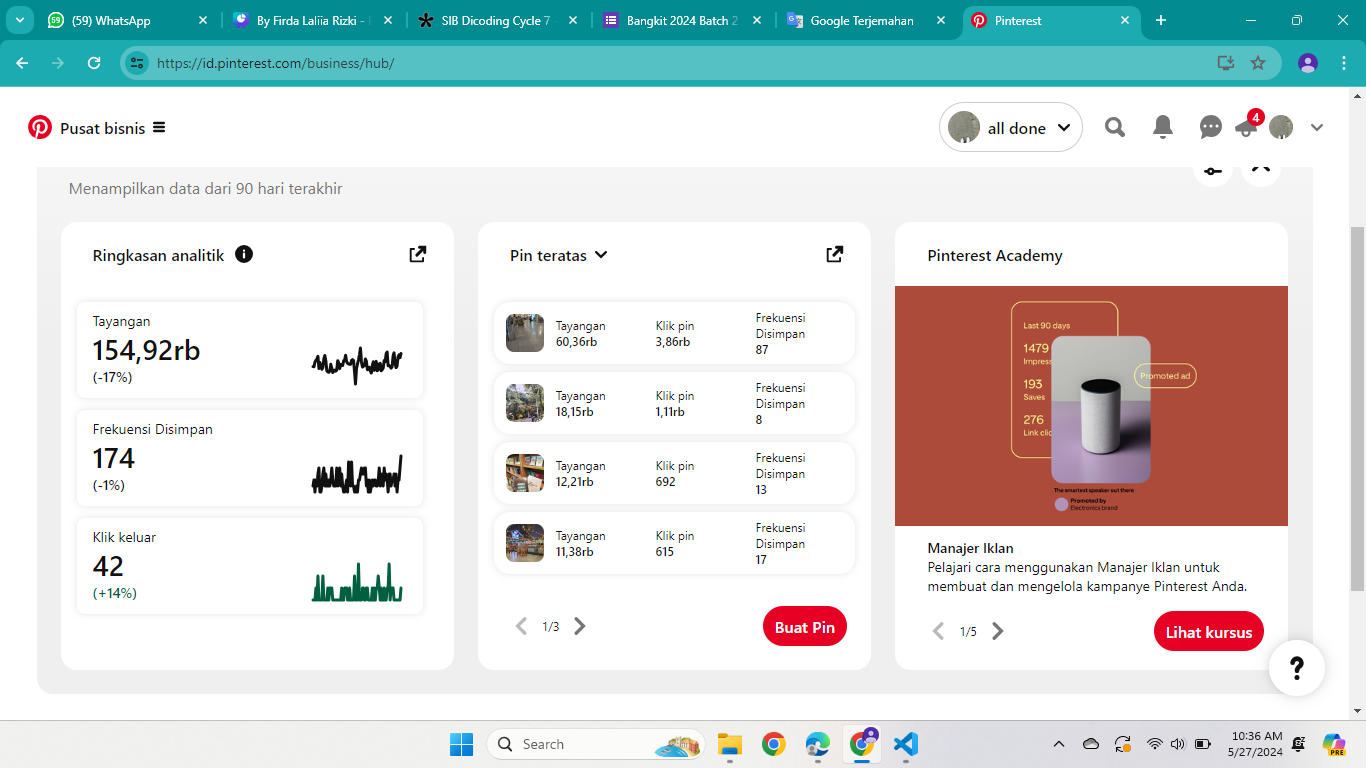 (59) WhatsApp
By Firda Laliia Rizki -
SIB Dicoding Cycle 7
Bangkit 2024 Batch 2
Google Terjemahan
Pinterest
https://id.pinterest.com/business/hub/
Pusat bisnis
all done
4
Menampilkan data dari 90 hari terakhir
Ringkasan analitik
Tayangan
154,92rb
(-17%)
Frekuensi Disimpan
174
(-1%)
Klik keluar
42
(+14%)
Pin teratas
Tayangan
60,36rb
Klik pin
3,86rb
Frekuensi
Disimpan
87
Tayangan
18,15rb
Klik pin
1,11rb
Frekuensi
Disimpan
8
Tayangan
12,21rb
Klik pin
692
Frekuensi
Disimpan
13
Tayangan
11,38rb
Klik pin
615
Frekuensi
Disimpan
17
1/3
Buat Pin
Pinterest Academy
Last 90 days
1479
Impress
193
Saves
276
Link clic
Promoted ad
The smartest speaker out there
Promoted by
Electronics brand
Manajer Iklan
Pelajari cara menggunakan Manajer Iklan untuk
membuat dan mengelola kampanye Pinterest Anda.
1/5
Lihat kursus
?
Search
10:36 AM
5/27/2024
PRE